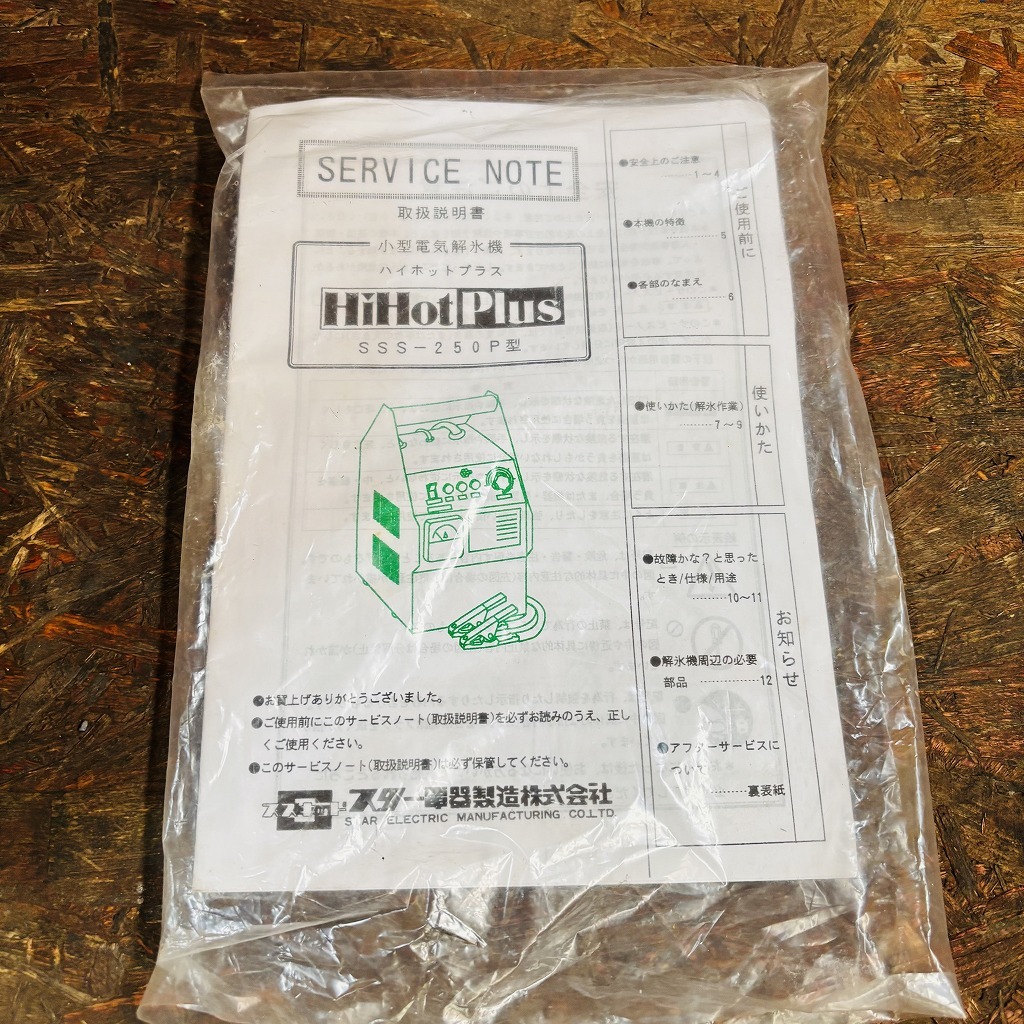 SERVICE NOTE
取扱説明書
小型電気解氷機
ハイホットプラス
HiHotPlus
SSS-250P型
●お買上げありがとうございました。
●ご使用前にこのサービスノート(取扱説明書)を必ずお読みのうえ、正し
くご使用ください。
●このサービスノート(取扱説明書)は必ず保管してください。
スター電器製造株式会社
STAR ELECTRIC MANUFACTURING CO.,LTD.
ご使用前に
●安全上のご注意
1～4
●本機の特徴
5
●各部のなまえ
6
使いかた
●使いかた(解氷作業)
7～9
お知らせ
●故障かな?と思った
とき/仕様/用途
10～11
●解氷機周辺の必要
部品 12
●アフターサービスに
ついて
裏表紙